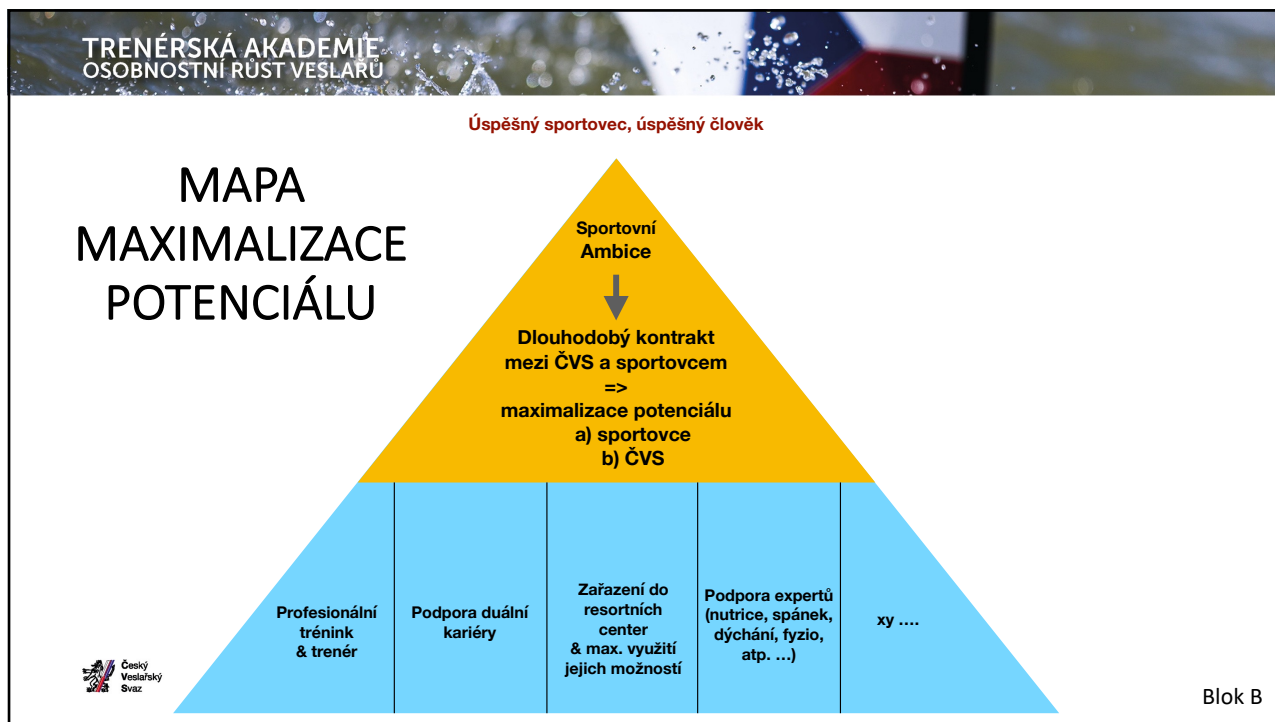 TRENÉRSKÁ AKADEMIE
OSOBNOSTNÍ RŮST VESLAŘŮ
Úspěšný sportovec, úspěšný člověk
MAPA
MAXIMALIZACE
POTENCIÁLU
Sportovní
Ambice
Dlouhodobý kontrakt
mezi ČVS a sportovcem
=>
maximalizace potenciálu
a) sportovce
b) ČVS
Profesionální
trénink
& trenér
Podpora duální
kariéry
Zařazení do
resortních
center
& max. využití
jejich možností
Podpora expertů
(nutrice, spánek,
dýchání, fyzio,
atp. ...)
xy ....
Český
Veslařský
Svaz
Blok B